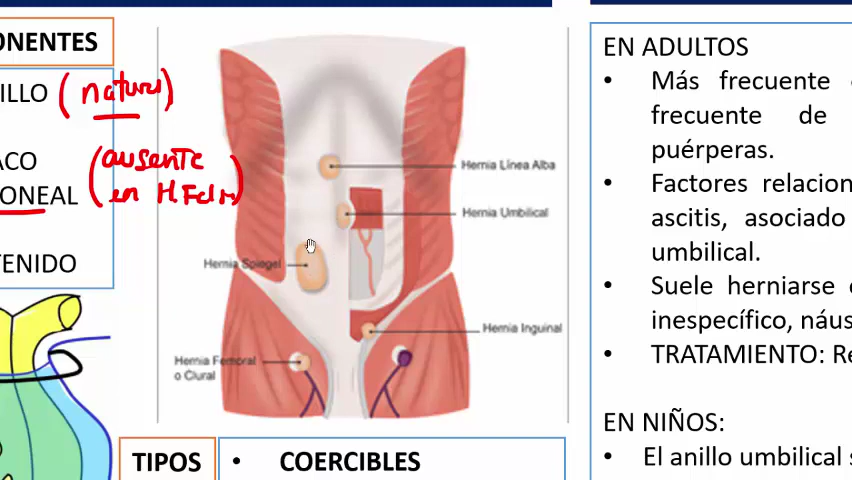 ONENTES
ILLO (natural)
ACO (ausente
ONEAL en H.
TENIDO
Hernia Línea Alba
Hernia Umbilical
Hernia Spiegel
Hernia Inguinal
Hernia Femoral
o Clural
TIPOS
• COERCIBLES
EN ADULTOS
• Más frecuente
frecuente de
puérperas.
• Factores relacion
ascitis, asociado
umbilical.
• Suele herniarse
inespecífico, náus
• TRATAMIENTO: Re
EN NIÑOS:
• El anillo umbilical s